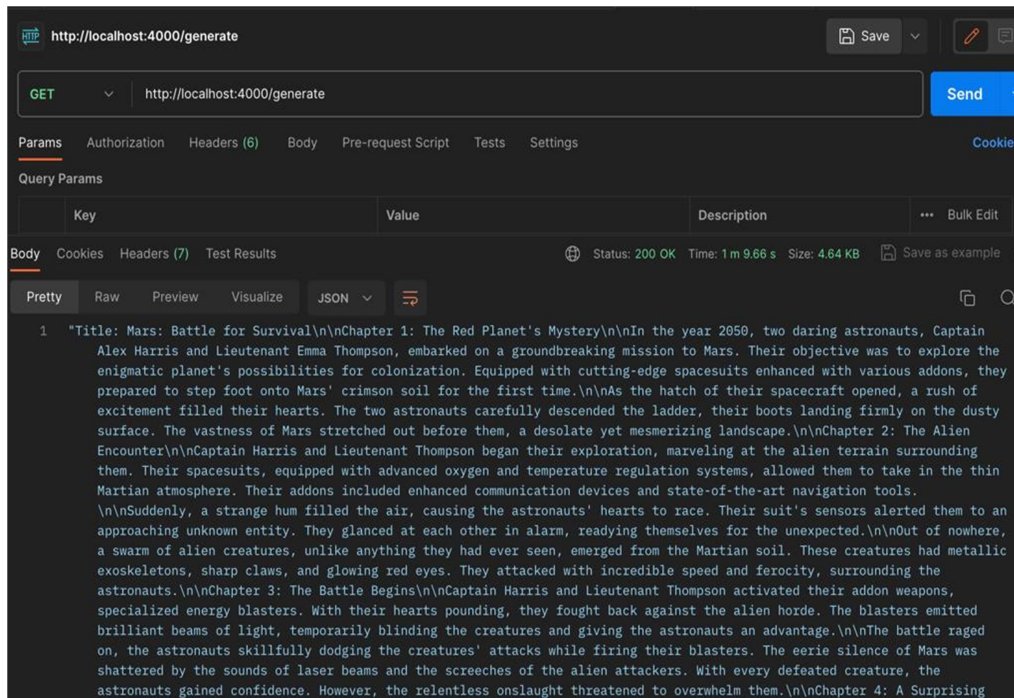 HTTP http://localhost:4000/generate Save
GET http://localhost:4000/generate Send
Params Authorization Headers (6) Body Pre-request Script Tests Settings Cookie
Query Params
Key Value Description ••• Bulk Edit
Body Cookies Headers (7) Test Results Status: 200 OK Time: 1 m 9.66 s Size: 4.64 KB Save as example
Pretty Raw Preview Visualize JSON
1 "Title: Mars: Battle for Survival\n\nChapter 1: The Red Planet's Mystery\n\nIn the year 2050, two daring astronauts, Captain
Alex Harris and Lieutenant Emma Thompson, embarked on a groundbreaking mission to Mars. Their objective was to explore the
enigmatic planet's possibilities for colonization. Equipped with cutting-edge spacesuits enhanced with various addons, they
prepared to step foot onto Mars' crimson soil for the first time.\n\nAs the hatch of their spacecraft opened, a rush of
excitement filled their hearts. The two astronauts carefully descended the ladder, their boots landing firmly on the dusty
surface. The vastness of Mars stretched out before them, a desolate yet mesmerizing landscape.\n\nChapter 2: The Alien
Encounter\n\nCaptain Harris and Lieutenant Thompson began their exploration, marveling at the alien terrain surrounding
them. Their spacesuits, equipped with advanced oxygen and temperature regulation systems, allowed them to take in the thin
Martian atmosphere. Their addons included enhanced communication devices and state-of-the-art navigation tools.
\n\nSuddenly, a strange hum filled the air, causing the astronauts' hearts to race. Their suit's sensors alerted them to an
approaching unknown entity. They glanced at each other in alarm, readying themselves for the unexpected.\n\nOut of nowhere,
a swarm of alien creatures, unlike anything they had ever seen, emerged from the Martian soil. These creatures had metallic
exoskeletons, sharp claws, and glowing red eyes. They attacked with incredible speed and ferocity, surrounding the
astronauts.\n\nChapter 3: The Battle Begins\n\nCaptain Harris and Lieutenant Thompson activated their addon weapons,
specialized energy blasters. With their hearts pounding, they fought back against the alien horde. The blasters emitted
brilliant beams of light, temporarily blinding the creatures and giving the astronauts an advantage.\n\nThe battle raged
on, the astronauts skillfully dodging the creatures' attacks while firing their blasters. The eerie silence of Mars was
shattered by the sounds of laser beams and the screeches of the alien attackers. With every defeated creature, the
astronauts gained confidence. However, the relentless onslaught threatened to overwhelm them.\n\nChapter 4: A Surprising